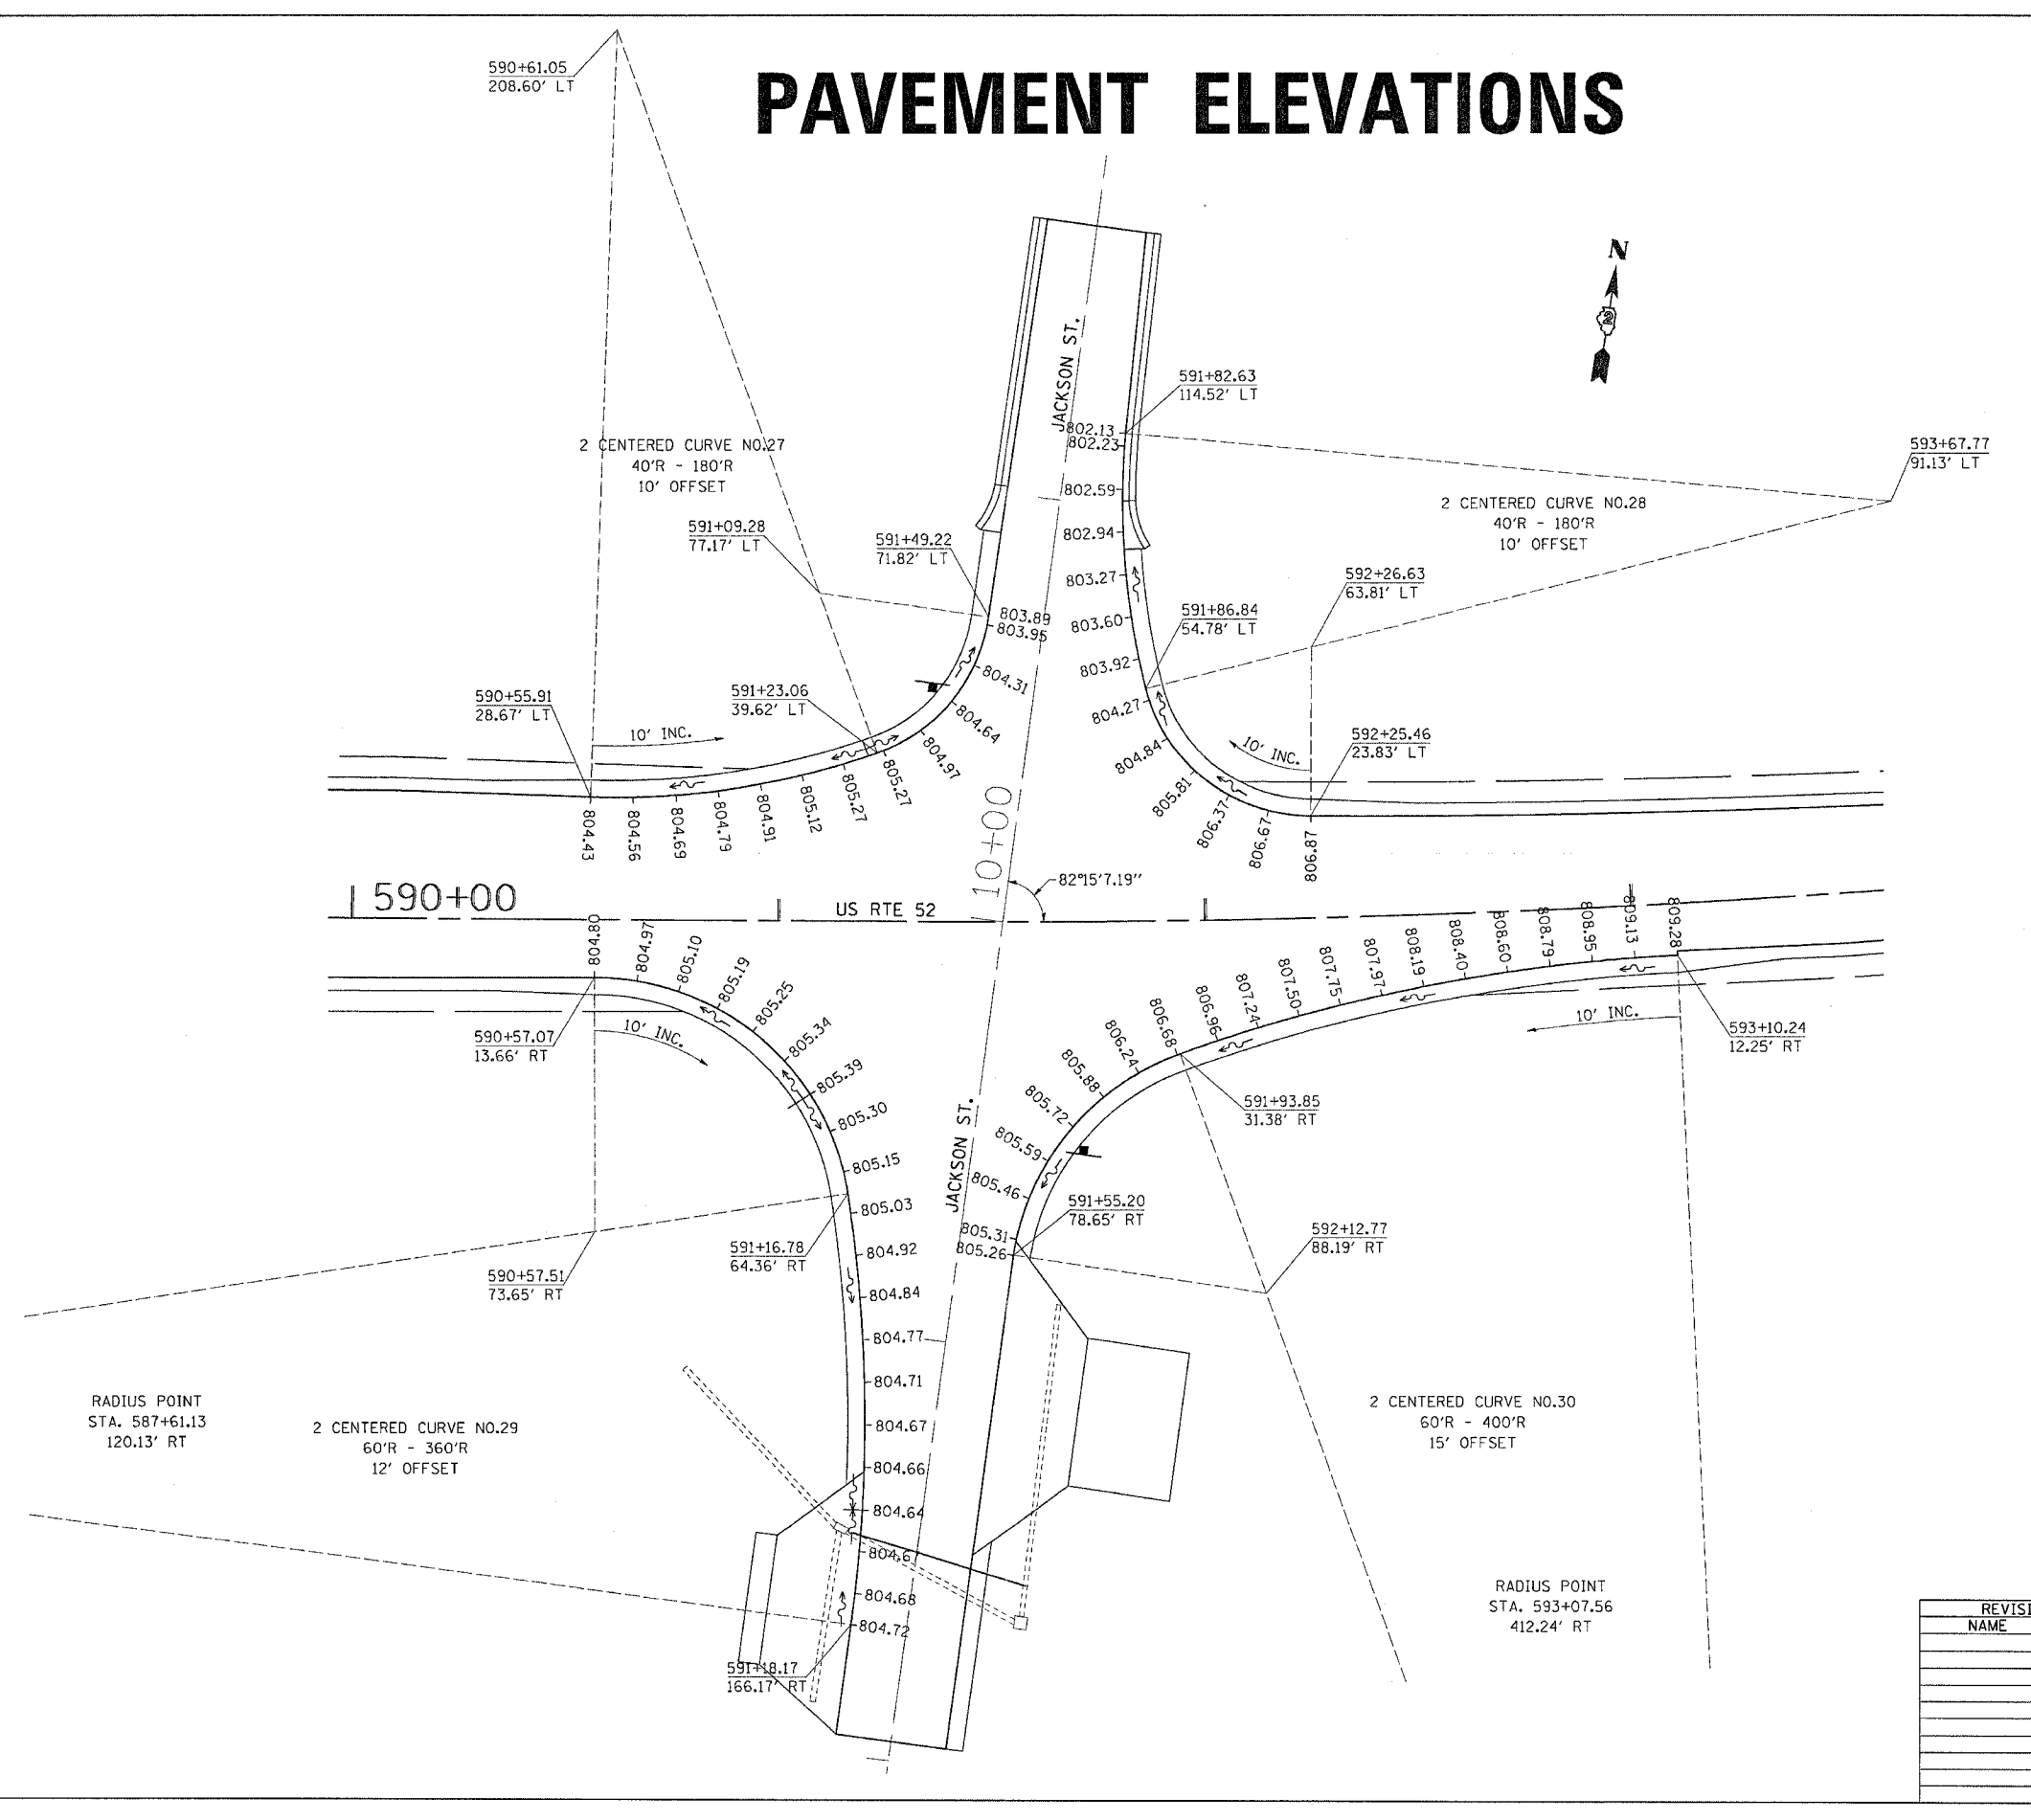 PAVEMENT ELEVATIONS
590+61.05
208.60' LT
N
2
JACKSON ST.
591+82.63
114.52' LT
802.13
802.23
802.59
802.94
803.27
803.60
803.92
804.27
804.84
805.81
806.37
806.67
806.87
593+67.77
91.13' LT
2 CENTERED CURVE NO.27
40'R - 180'R
10' OFFSET
2 CENTERED CURVE NO.28
40'R - 180'R
10' OFFSET
591+09.28
77.17' LT
591+49.22
71.82' LT
592+26.63
63.81' LT
591+86.84
54.78' LT
803.89
803.95
804.31
804.64
804.97
805.27
805.27
805.12
804.91
804.79
804.69
804.56
804.43
590+55.91
28.67' LT
591+23.06
39.62' LT
10' INC.
10' INC.
592+25.46
23.83' LT
10+00
82°15'7.19"
590+00
US RTE 52
804.80
804.97
805.10
805.19
805.25
805.34
805.39
805.30
805.15
805.03
804.92
804.84
804.77
804.71
804.67
804.66
804.64
804.6
804.68
804.72
590+57.07
13.66' RT
10' INC.
809.28
809.13
808.95
808.79
808.60
808.40
808.19
807.97
807.75
807.50
807.24
806.96
806.68
806.24
805.88
805.72
805.59
805.46
805.31
805.26
10' INC.
593+10.24
12.25' RT
591+93.85
31.38' RT
JACKSON ST.
591+55.20
78.65' RT
592+12.77
88.19' RT
591+16.78
64.36' RT
590+57.51
73.65' RT
RADIUS POINT
STA. 587+61.13
120.13' RT
2 CENTERED CURVE NO.29
60'R - 360'R
12' OFFSET
2 CENTERED CURVE NO.30
60'R - 400'R
15' OFFSET
RADIUS POINT
STA. 593+07.56
412.24' RT
591+18.17
166.17' RT
REVISI
NAME